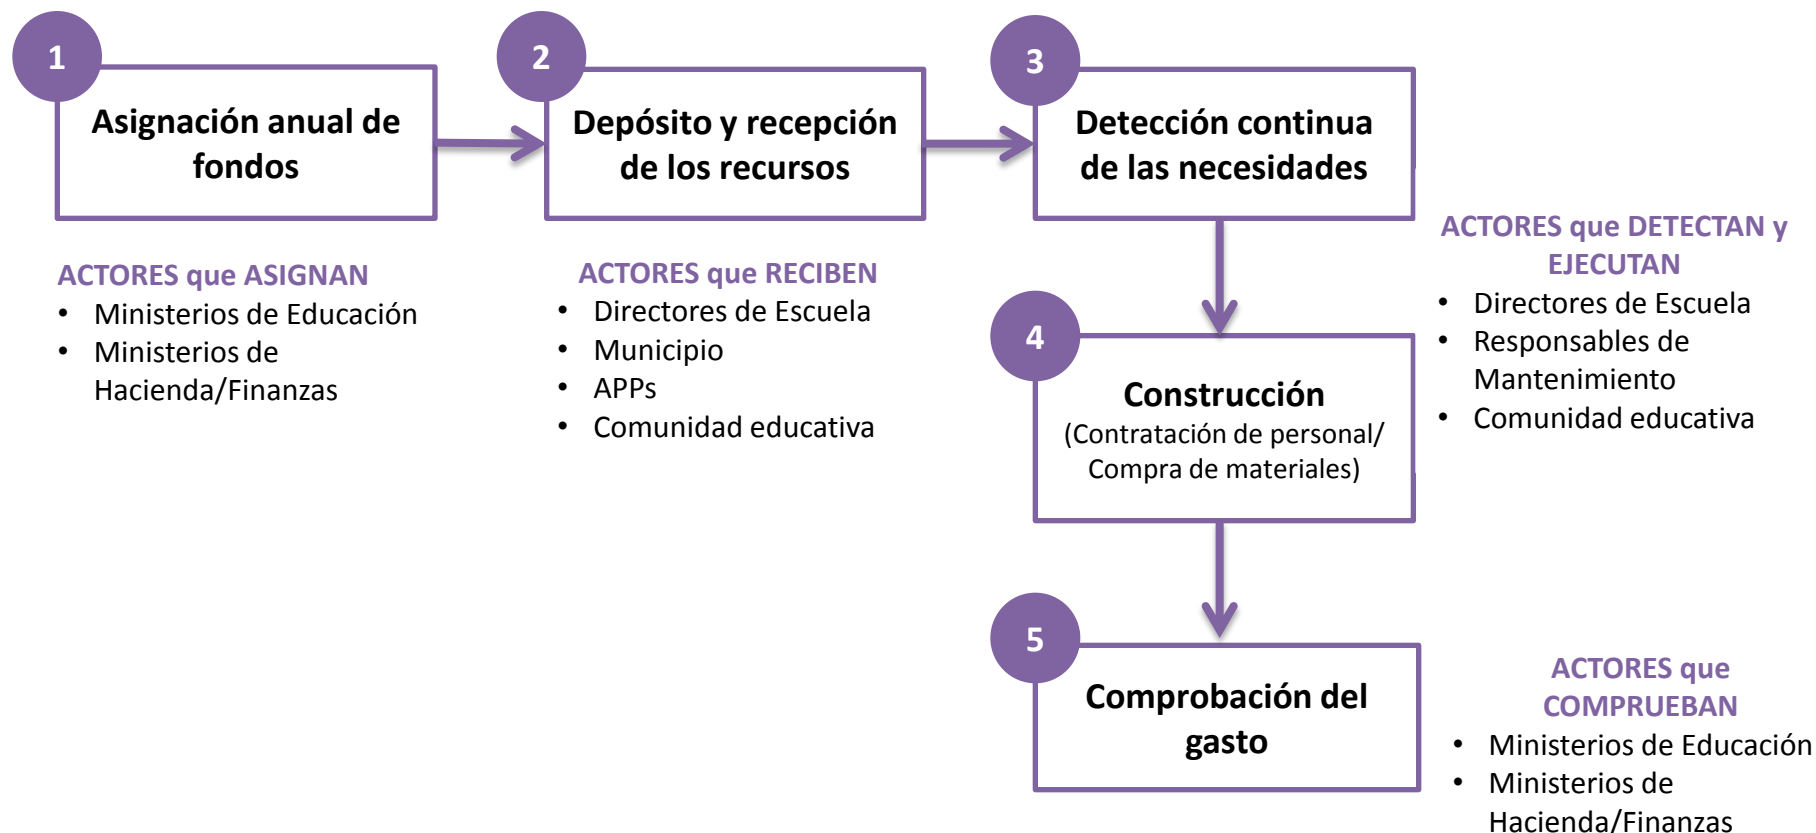 1
Asignación anual de
fondos
2
Depósito y recepción
de los recursos
3
Detección continua
de las necesidades
ACTORES que ASIGNAN
• Ministerios de Educación
• Ministerios de
Hacienda/Finanzas
ACTORES que RECIBEN
• Directores de Escuela
• Municipio
• APPs
• Comunidad educativa
ACTORES que DETECTAN y
EJECUTAN
• Directores de Escuela
• Responsables de
Mantenimiento
• Comunidad educativa
4
Construcción
(Contratación de personal/
Compra de materiales)
5
Comprobación del
gasto
ACTORES que
COMPRUEBAN
• Ministerios de Educación
• Ministerios de
Hacienda/Finanzas